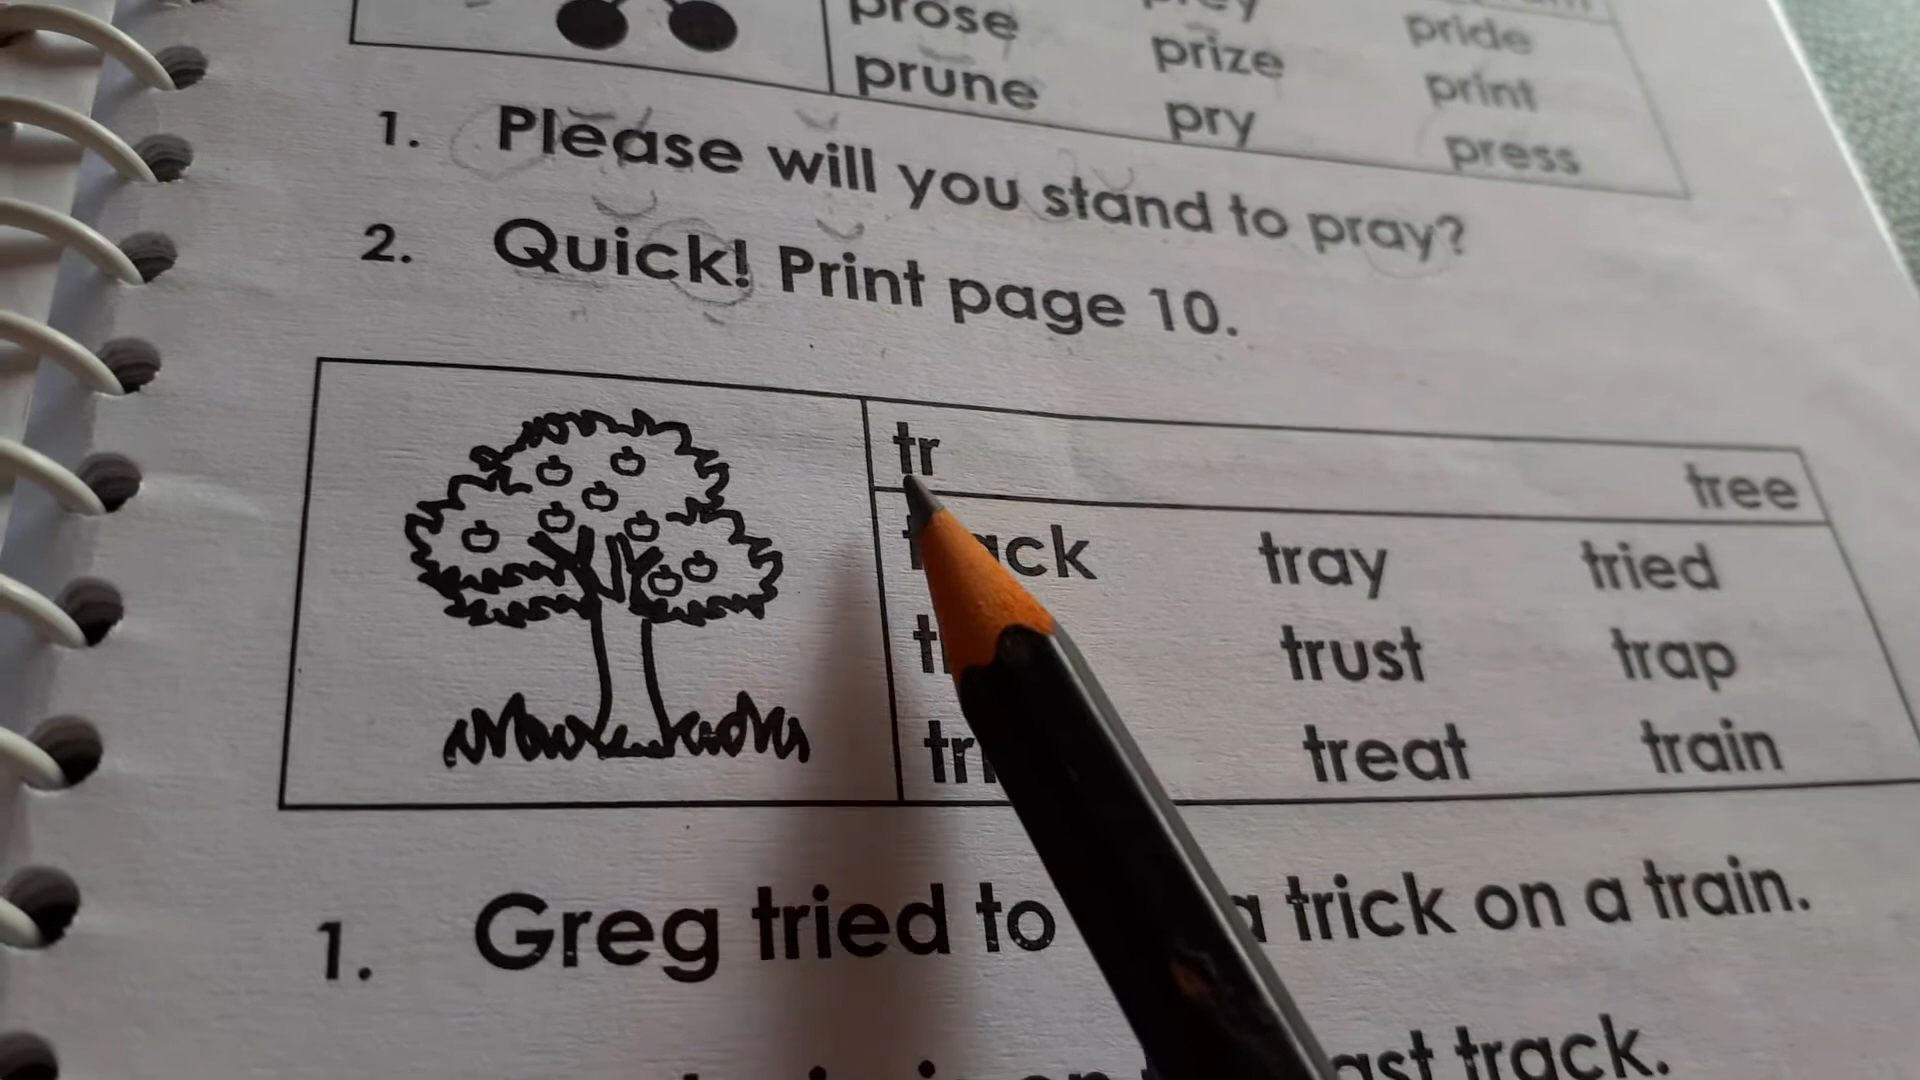 prose
prize pride
prune pry print
press
1. Please will you stand to pray?
2. Quick! Print page 10.
tr tree
tray tried
trust trap
treat train
1. Greg tried to a trick on a train.
track.